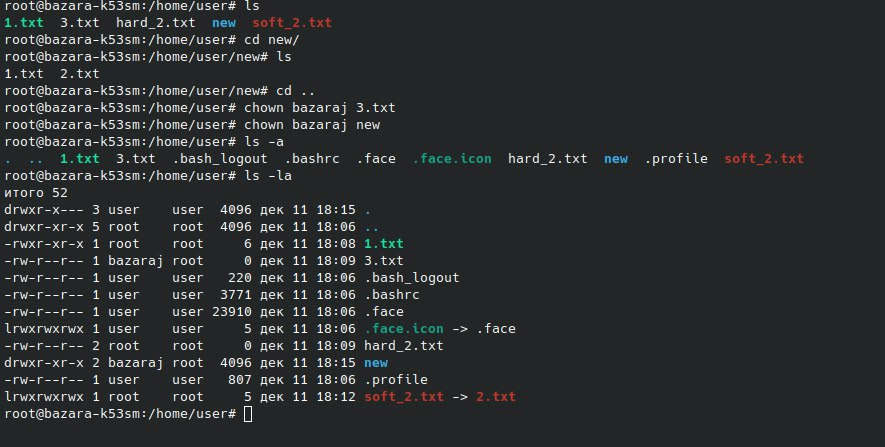 root@bazara-k53sm:/home/user# ls
1.txt  3.txt  hard_2.txt  new  soft_2.txt
root@bazara-k53sm:/home/user# cd new/
root@bazara-k53sm:/home/user/new# ls
1.txt  2.txt
root@bazara-k53sm:/home/user/new# cd ..
root@bazara-k53sm:/home/user# chown bazaraj 3.txt
root@bazara-k53sm:/home/user# chown bazaraj new
root@bazara-k53sm:/home/user# ls -a
.  ..  1.txt  3.txt  .bash_logout  .bashrc  .face  .face.icon  hard_2.txt  new  .profile  soft_2.txt
root@bazara-k53sm:/home/user# ls -la
итого 52
drwxr-x--- 3 user    user  4096 дек 11 18:15 .
drwxr-xr-x 5 root    root  4096 дек 11 18:06 ..
-rwxr-xr-x 1 root    root     6 дек 11 18:08 1.txt
-rw-r--r-- 1 bazaraj root     0 дек 11 18:09 3.txt
-rw-r--r-- 1 user    user   220 дек 11 18:06 .bash_logout
-rw-r--r-- 1 user    user  3771 дек 11 18:06 .bashrc
-rw-r--r-- 1 user    user 23910 дек 11 18:06 .face
lrwxrwxrwx 1 user    user     5 дек 11 18:06 .face.icon -> .face
-rw-r--r-- 2 root    root     0 дек 11 18:09 hard_2.txt
drwxr-xr-x 2 bazaraj root  4096 дек 11 18:15 new
-rw-r--r-- 1 user    user   807 дек 11 18:06 .profile
lrwxrwxrwx 1 root    root     5 дек 11 18:12 soft_2.txt -> 2.txt
root@bazara-k53sm:/home/user#